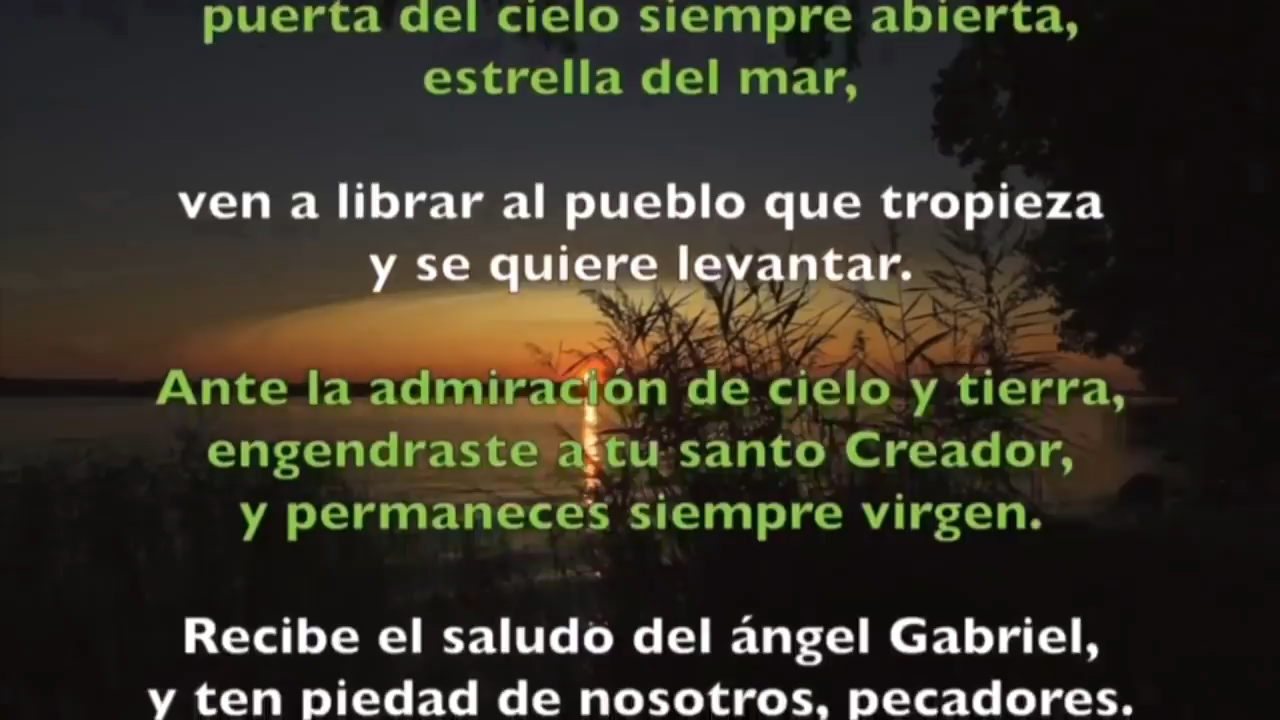 puerta del cielo siempre abierta,
estrella del mar,
ven a librar al pueblo que tropieza
y se quiere levantar.
Ante la admiración de cielo y tierra,
engendraste a tu santo Creador,
y permaneces siempre virgen.
Recibe el saludo del ángel Gabriel,
y ten piedad de nosotros, pecadores.